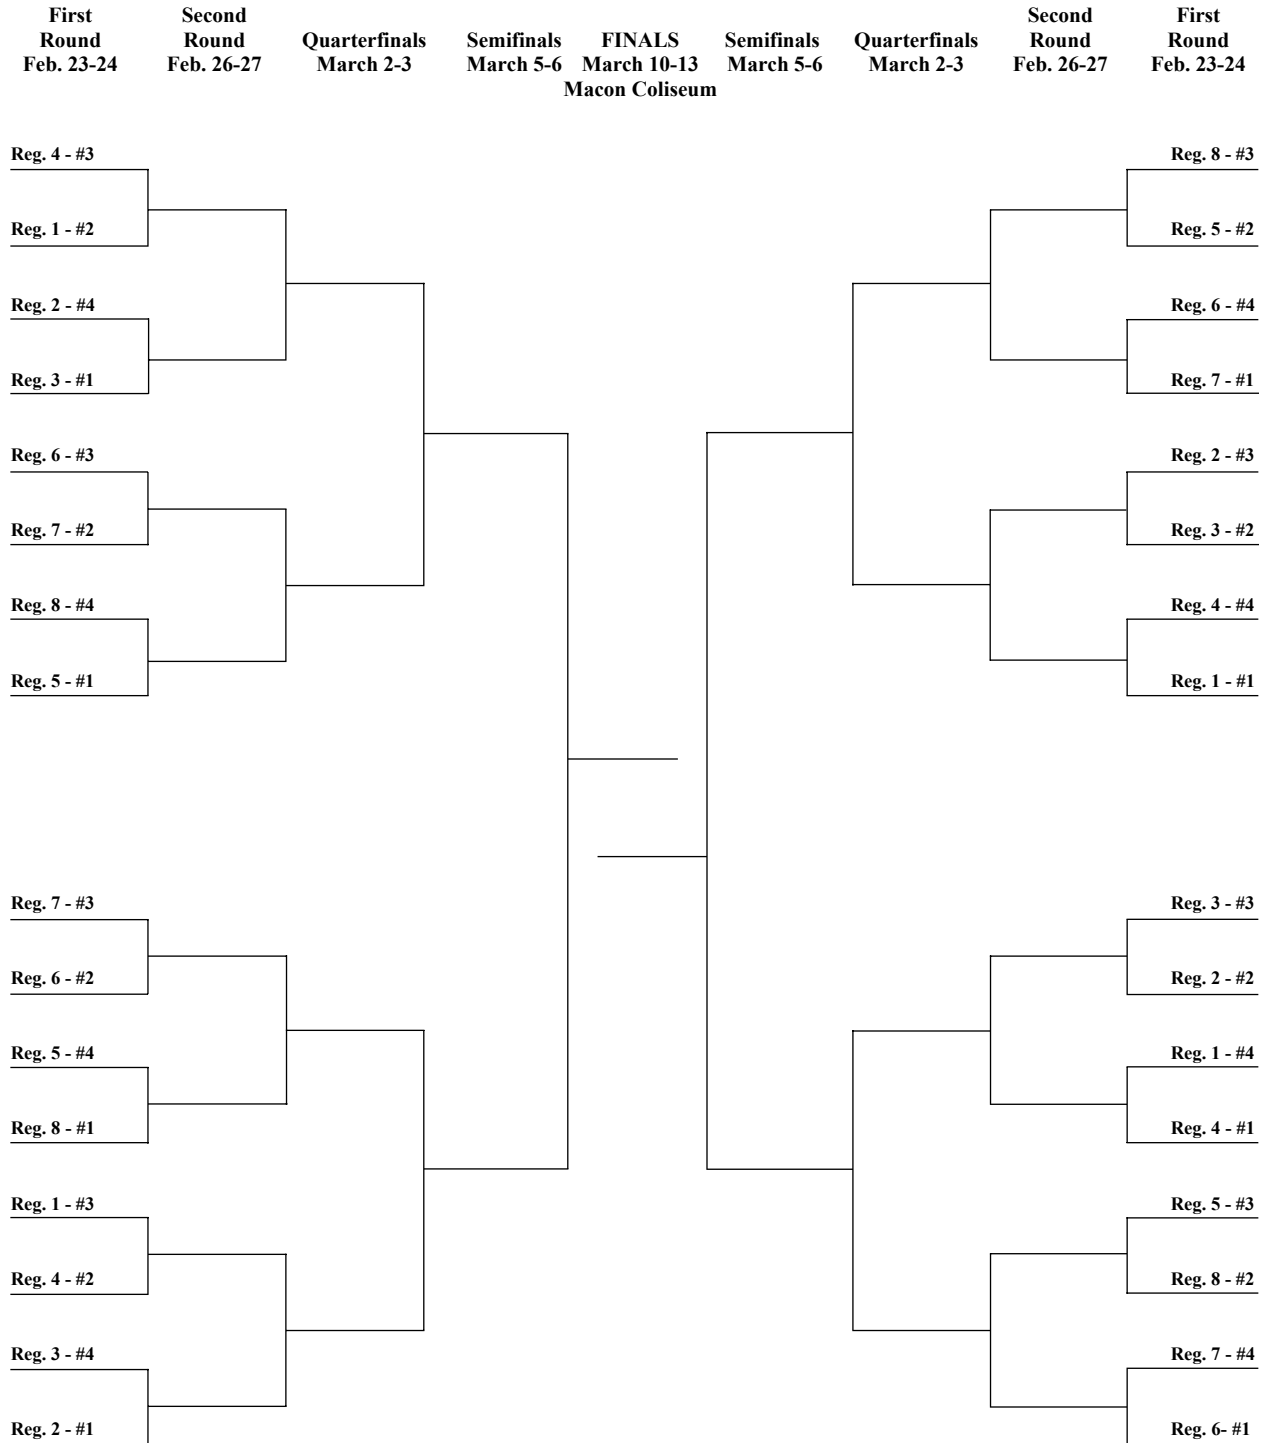 First
Round
Feb. 23-24
Second
Round
Feb. 26-27
Quarterfinals
March 2-3
Semifinals
March 5-6
FINALS
March 10-13
Macon Coliseum
Semifinals
March 5-6
Quarterfinals
March 2-3
Second
Round
Feb. 26-27
First
Round
Feb. 23-24
Reg. 4 - #3
Reg. 1 - #2
Reg. 2 - #4
Reg. 3 - #1
Reg. 6 - #3
Reg. 7 - #2
Reg. 8 - #4
Reg. 5 - #1
Reg. 7 - #3
Reg. 6 - #2
Reg. 5 - #4
Reg. 8 - #1
Reg. 1 - #3
Reg. 4 - #2
Reg. 3 - #4
Reg. 2 - #1
Reg. 8 - #3
Reg. 5 - #2
Reg. 6 - #4
Reg. 7 - #1
Reg. 2 - #3
Reg. 3 - #2
Reg. 4 - #4
Reg. 1 - #1
Reg. 3 - #3
Reg. 2 - #2
Reg. 1 - #4
Reg. 4 - #1
Reg. 5 - #3
Reg. 8 - #2
Reg. 7 - #4
Reg. 6- #1